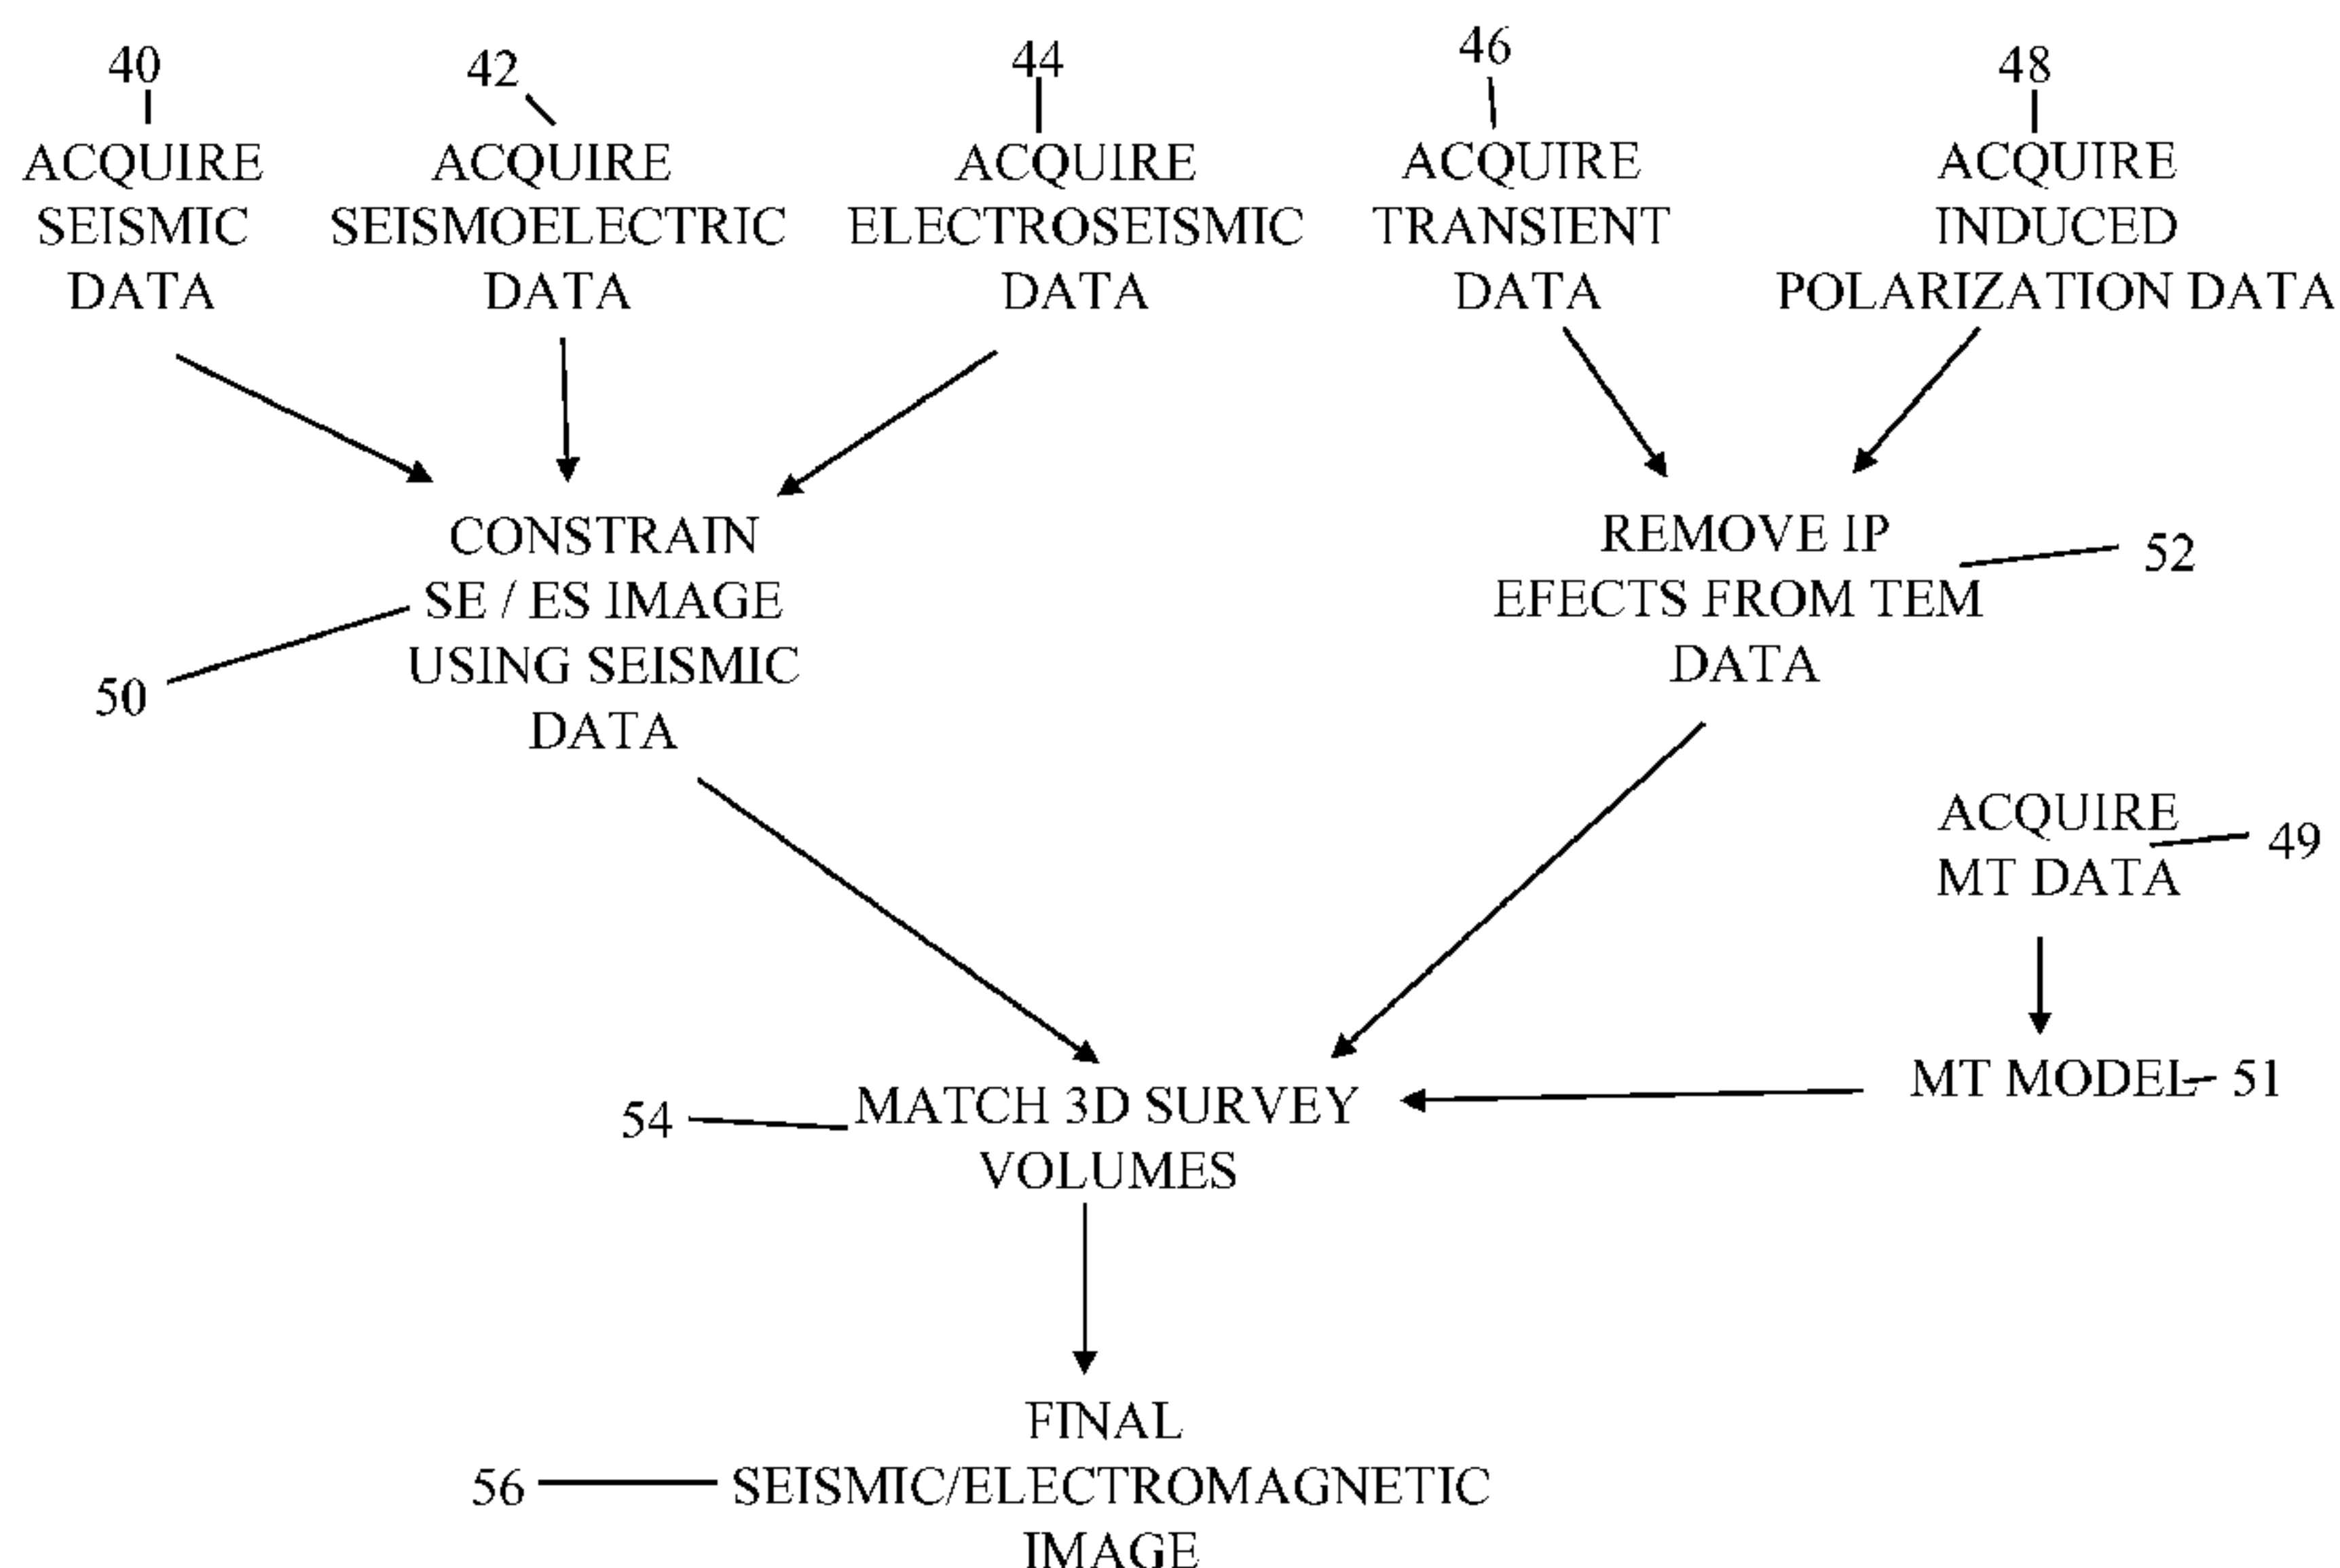 40
ACQUIRE
SEISMIC
DATA
42
ACQUIRE
SEISMOELECTRIC
DATA
44
ACQUIRE
ELECTROSEISMIC
DATA
46
ACQUIRE
TRANSIENT
DATA
48
ACQUIRE
INDUCED
POLARIZATION DATA
CONSTRAIN
SE / ES IMAGE
USING SEISMIC
DATA
50
REMOVE IP
EFECTS FROM TEM
DATA
52
ACQUIRE
MT DATA
49
MT MODEL
51
54
MATCH 3D SURVEY
VOLUMES
56
FINAL
SEISMIC/ELECTROMAGNETIC
IMAGE